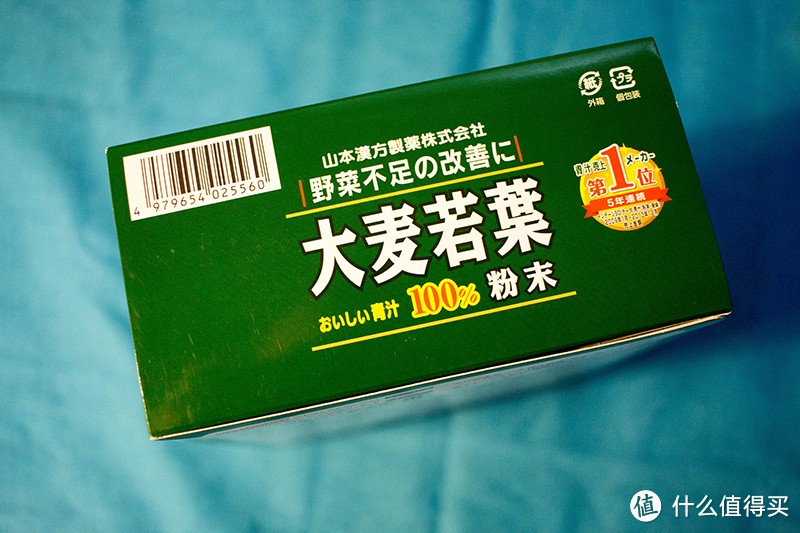 山本漢方製薬株式会社
野菜不足の改善に
大麦若葉
おいしい青汁 100% 粉末
4 979654 025560
紙
外箱
プラ
個包装
青汁売上
メーカー
第1位
5年連続
值 什么值得买